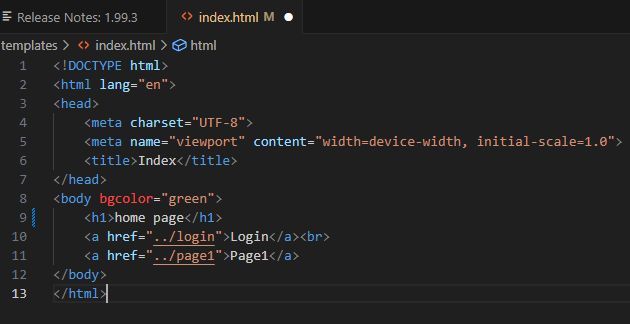 Release Notes: 1.99.3 index.html M
templates > index.html > html
1 <!DOCTYPE html>
2 <html lang="en">
3 <head>
4     <meta charset="UTF-8">
5     <meta name="viewport" content="width=device-width, initial-scale=1.0">
6     <title>Index</title>
7 </head>
8 <body bgcolor="green">
9     <h1>home page</h1>
10     <a href="../login">Login</a><br>
11     <a href="../page1">Page1</a>
12 </body>
13 </html>